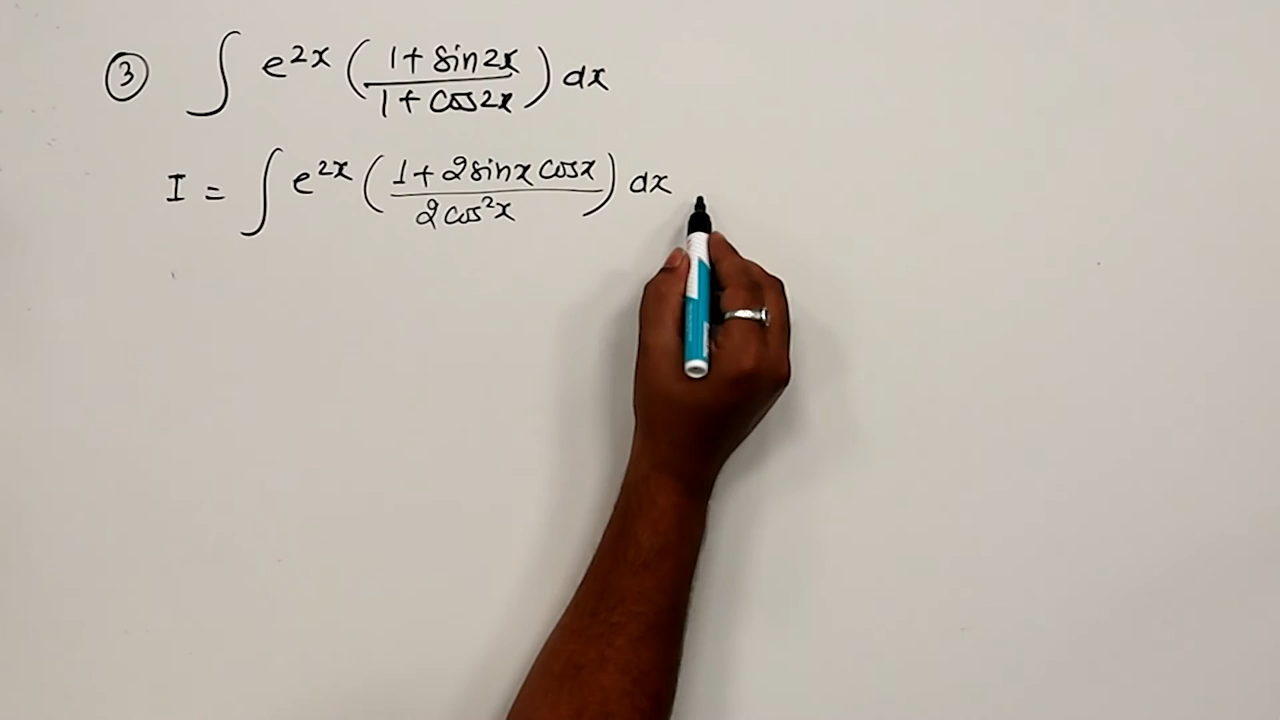 ③ ∫ e^{2x} ( (1 + sin2x) / (1 + cos2x) ) dx
I = ∫ e^{2x} ( (1 + 2sinx cosx) / (2cos²x) ) dx